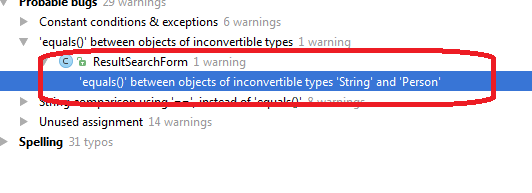 Probable bugs 29 warnings
Constant conditions & exceptions 6 warnings
'equals()' between objects of inconvertible types 1 warning
ResultSearchForm 1 warning
'equals()' between objects of inconvertible types 'String' and 'Person'
String comparison using '==', instead of 'equals()' 8 warnings
Unused assignment 14 warnings
Spelling 31 typos